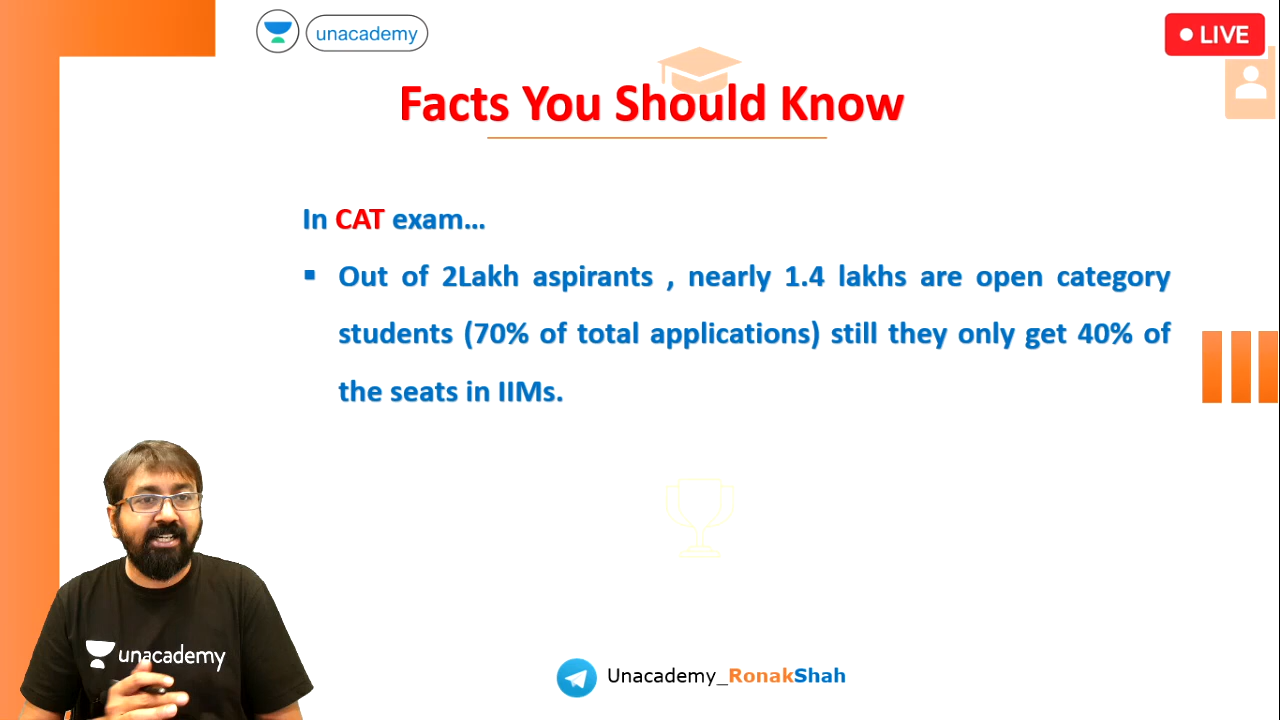 unacademy
LIVE
Facts You Should Know
In CAT exam...
▪ Out of 2Lakh aspirants , nearly 1.4 lakhs are open category
students (70% of total applications) still they only get 40% of
the seats in IIMs.
unacademy
Unacademy_RonakShah